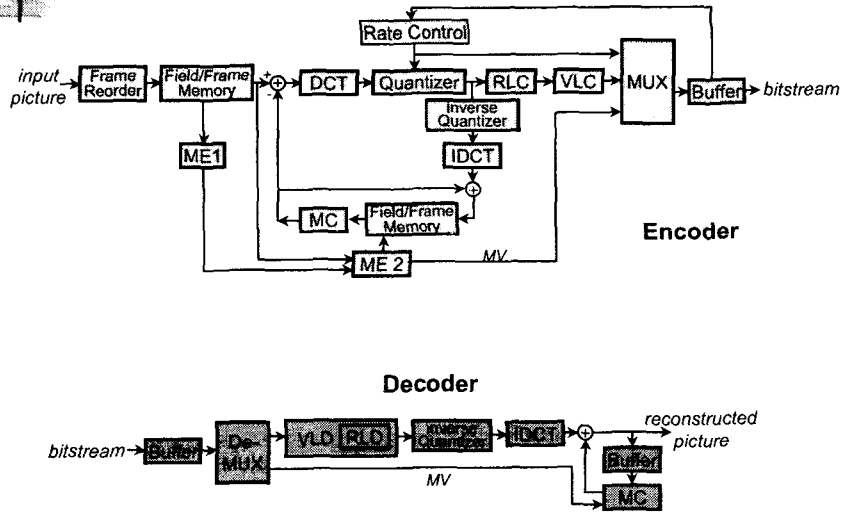 Rate Control
input
picture
Frame
Reorder
Field/Frame
Memory
+
-
+
DCT
Quantizer
RLC
VLC
MUX
Buffer
bitstream
Inverse
Quantizer
ME1
IDCT
+
MC
Field/Frame
Memory
Encoder
ME 2
MV
Decoder
bitstream
Buffer
De-
MUX
VLD
RLD
Inverse
Quantizer
IDCT
+
reconstructed
picture
Buffer
MV
MC